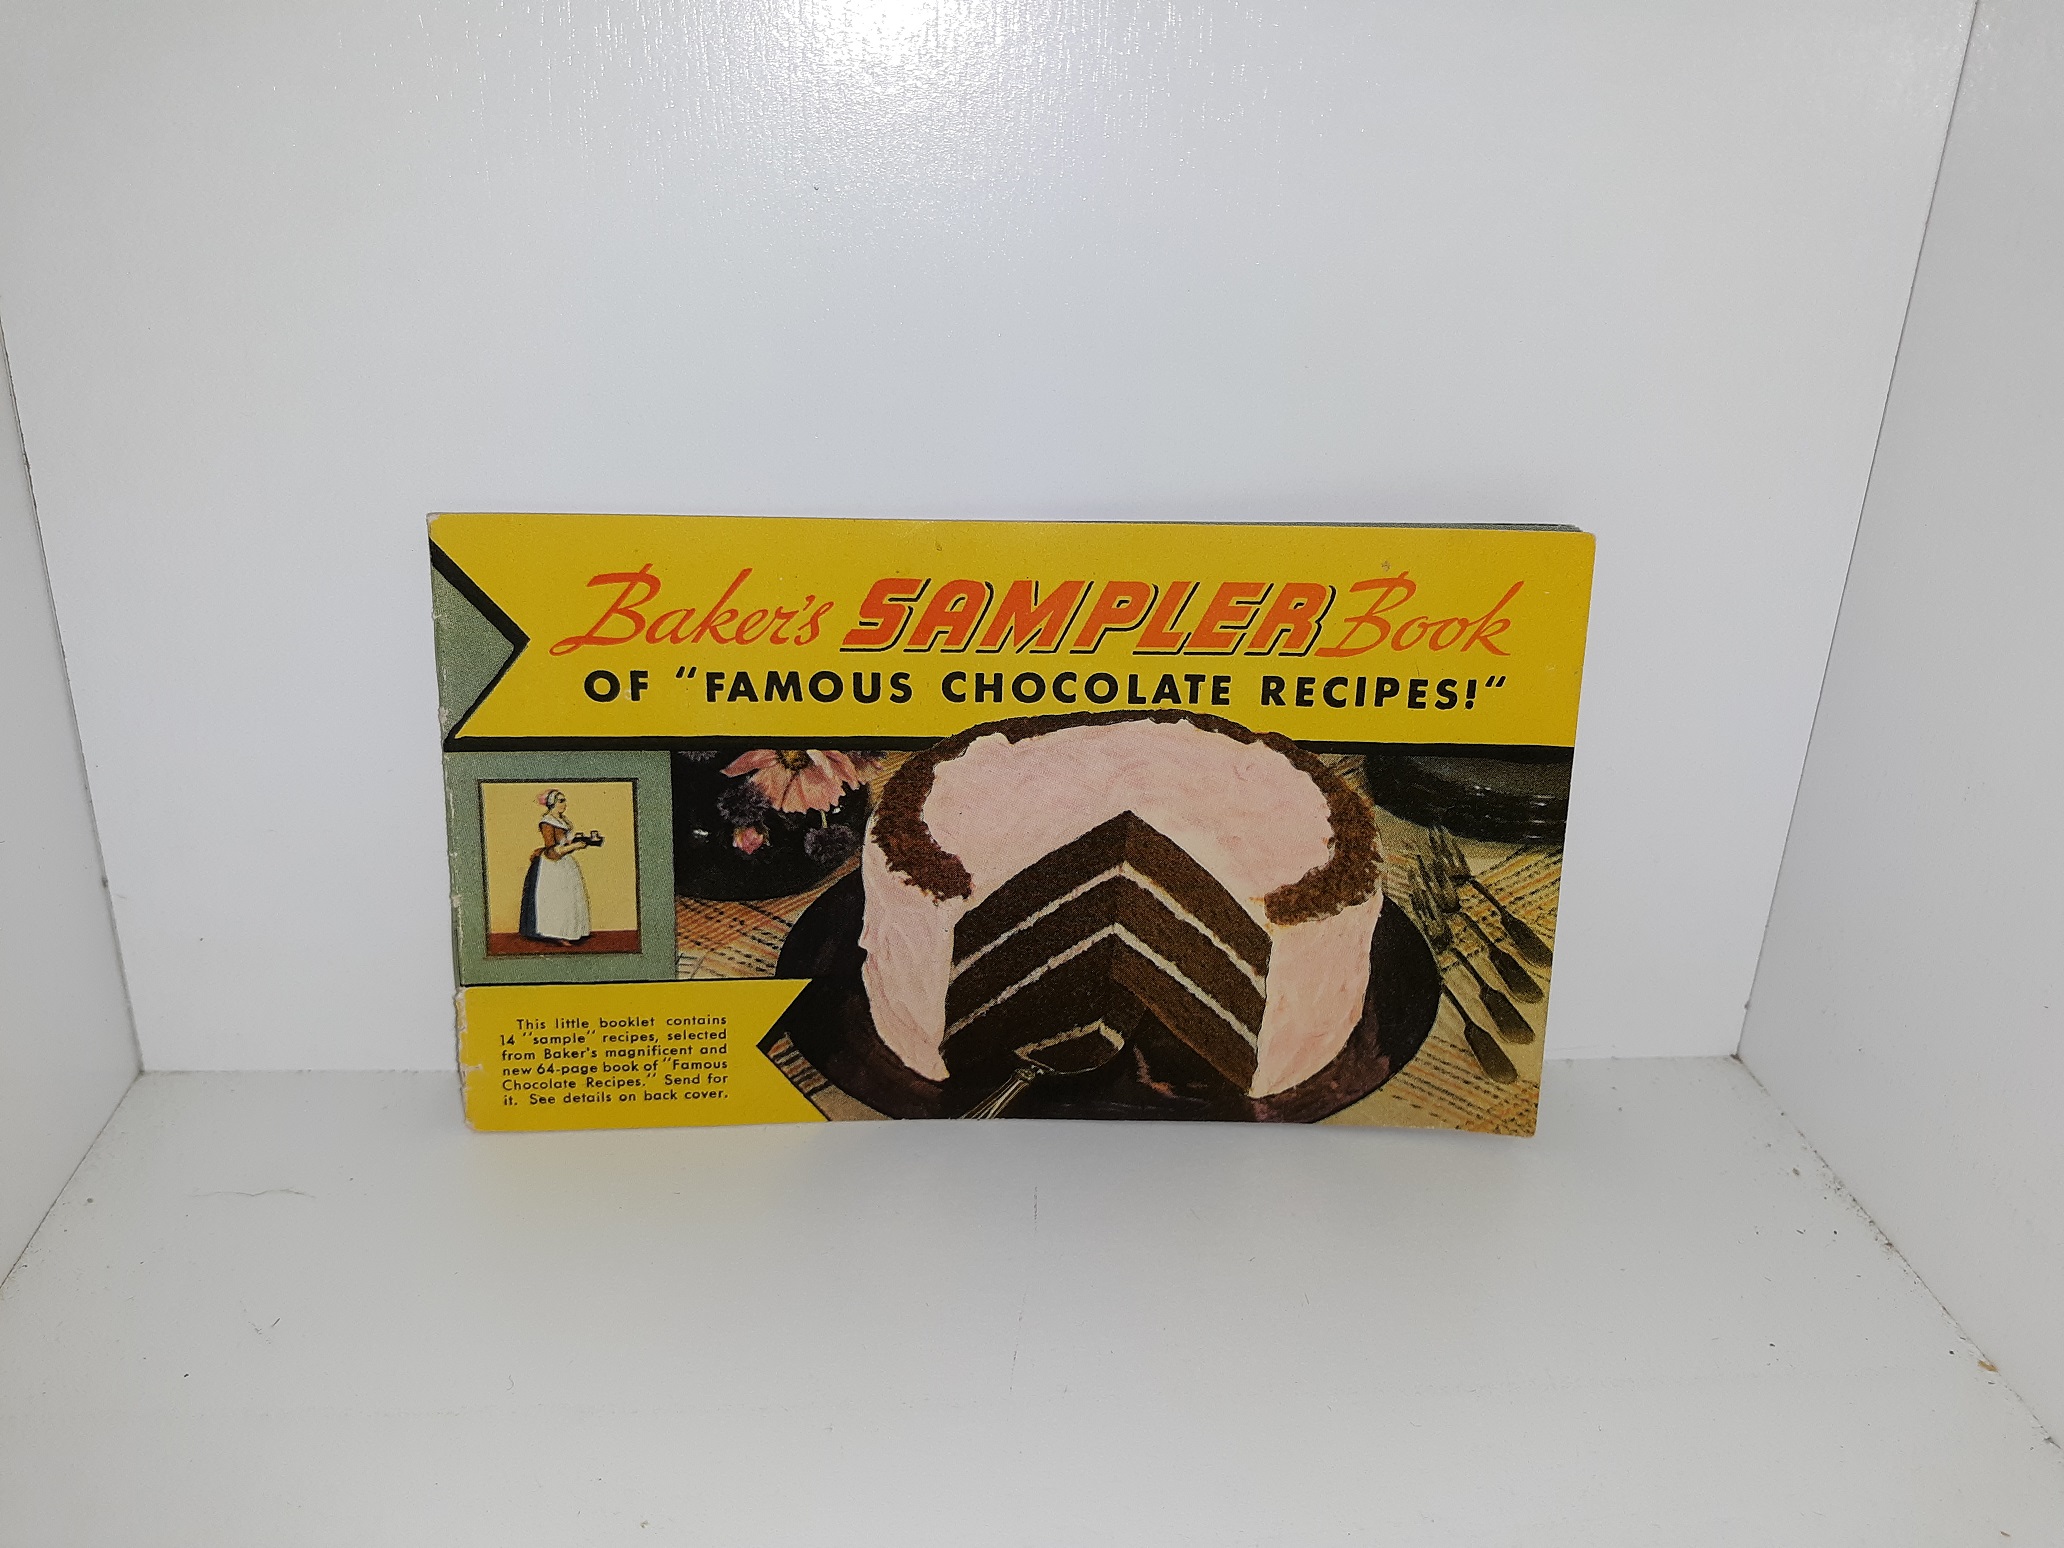 Baker's SAMPLER Book
OF "FAMOUS CHOCOLATE RECIPES!"
This little booklet contains
14 "sample" recipes, selected
from Baker's magnificent and
new 64-page book of "Famous
Chocolate Recipes." Send for
it. See details on back cover.